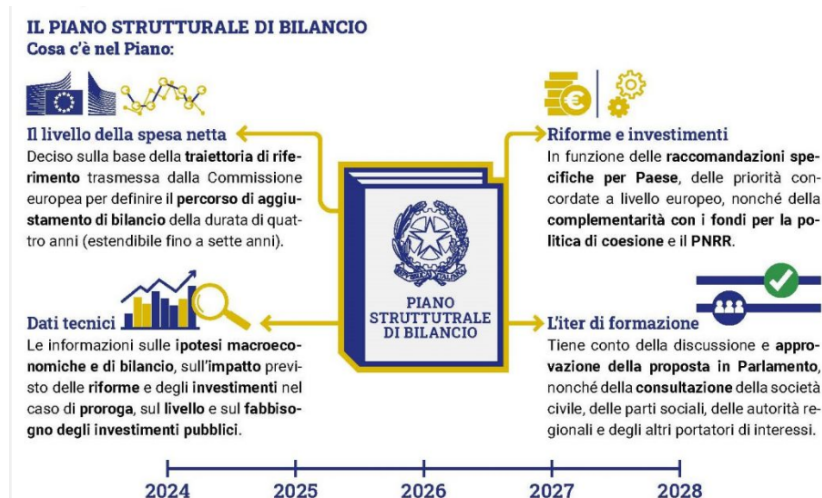 IL PIANO STRUTTURALE DI BILANCIO
Cosa c'è nel Piano:
Il livello della spesa netta
Deciso sulla base della traiettoria di rife-
rimento trasmessa dalla Commissione
europea per definire il percorso di aggiu-
stamento di bilancio della durata di quat-
tro anni (estendibile fino a sette anni).
Riforme e investimenti
In funzione delle raccomandazioni spe-
cifiche per Paese, delle priorità con-
cordate a livello europeo, nonché della
complementarità con i fondi per la po-
litica di coesione e il PNRR.
REPVBBLICA ITALIANA
PIANO
STRUTTUTRALE
DI BILANCIO
Dati tecnici
Le informazioni sulle ipotesi macroeco-
nomiche e di bilancio, sull'impatto previ-
sto delle riforme e degli investimenti nel
caso di proroga, sul livello e sul fabbiso-
gno degli investimenti pubblici.
L'iter di formazione
Tiene conto della discussione e appro-
vazione della proposta in Parlamento,
nonché della consultazione della società
civile, delle parti sociali, delle autorità re-
gionali e degli altri portatori di interessi.
2024 2025 2026 2027 2028